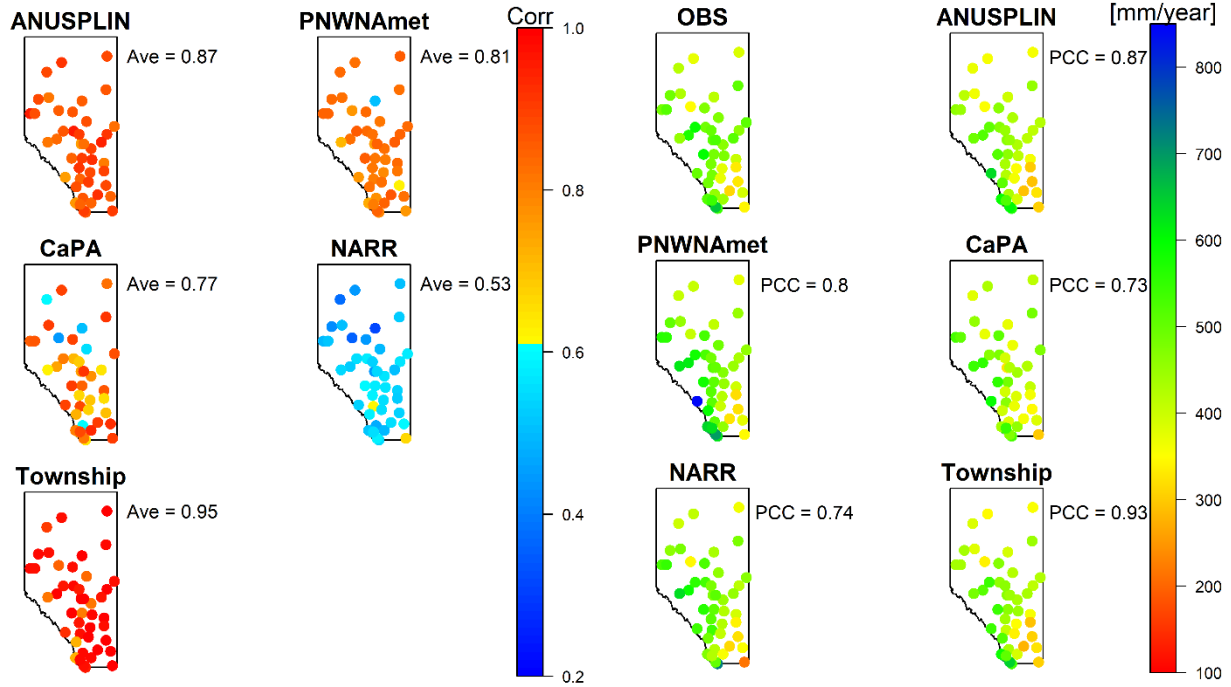 ANUSPLIN
Ave = 0.87
PNWNAmet
Ave = 0.81
Corr
1.0
0.8
0.6
0.4
0.2
CaPA
Ave = 0.77
NARR
Ave = 0.53
Township
Ave = 0.95
OBS
ANUSPLIN
PCC = 0.87
[mm/year]
800
700
600
500
400
300
200
100
PNWNAmet
PCC = 0.8
CaPA
PCC = 0.73
NARR
PCC = 0.74
Township
PCC = 0.93